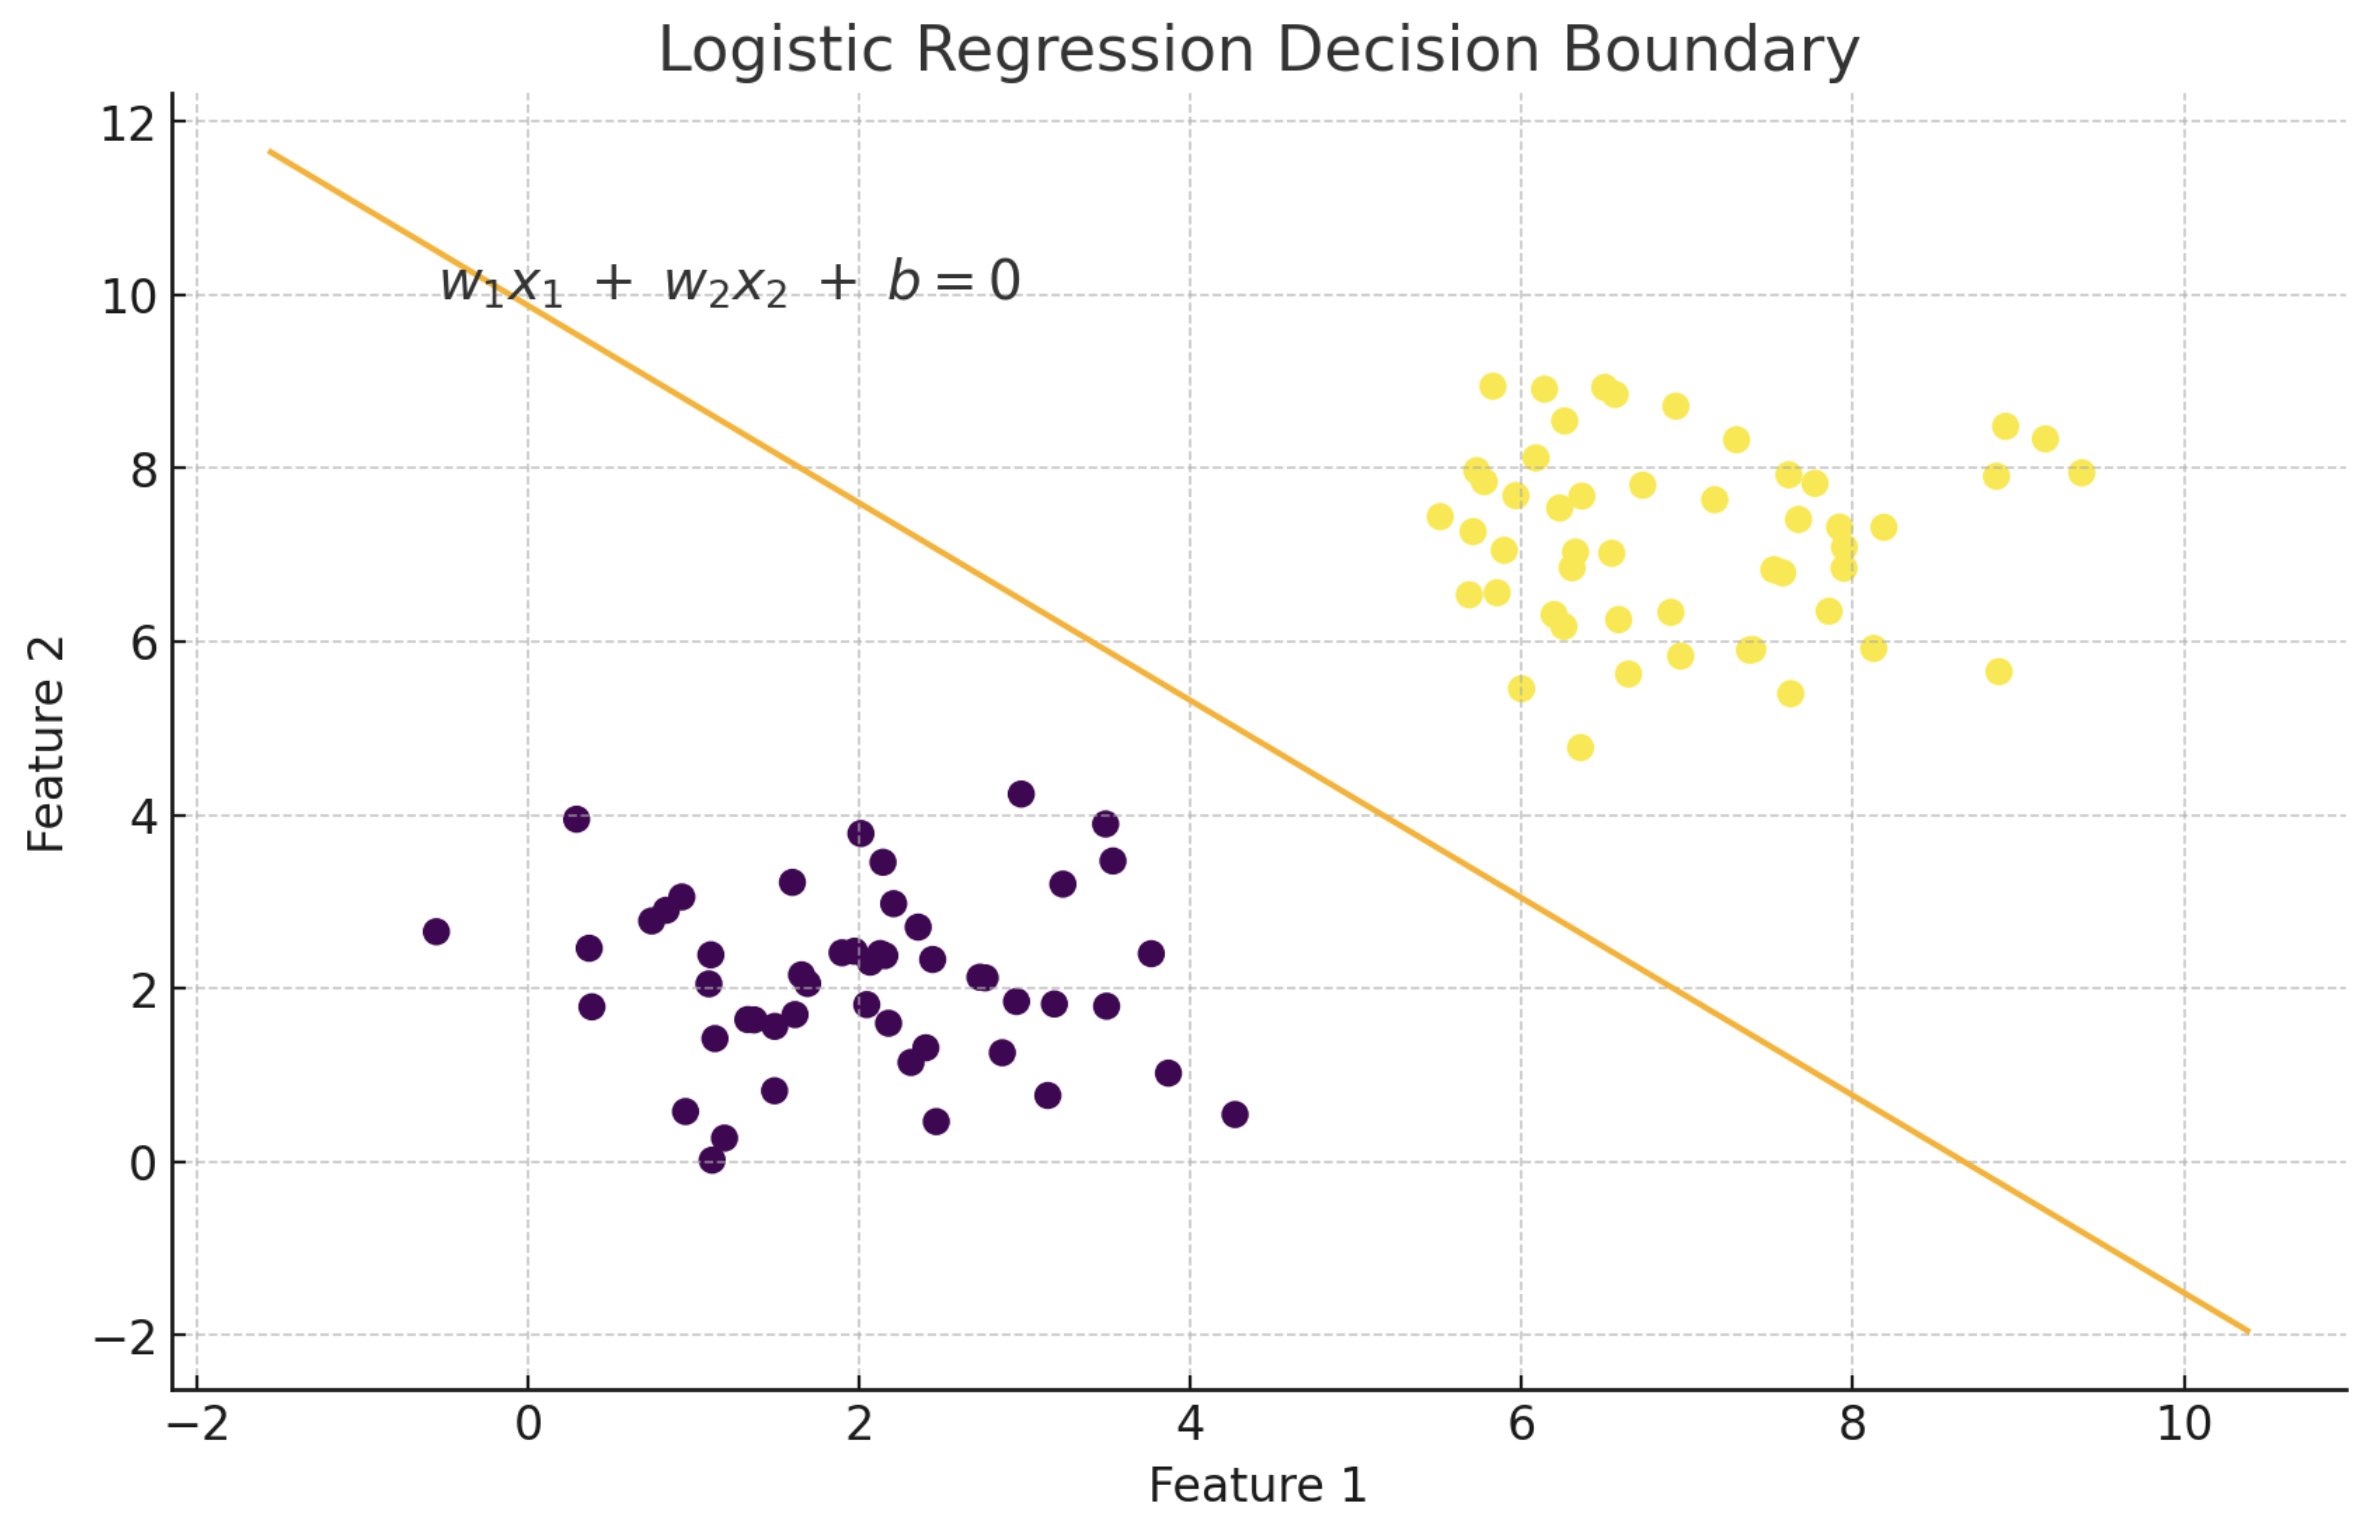 Logistic Regression Decision Boundary
12
10
8
6
4
2
0
−2
w₁x₁ + w₂x₂ + b = 0
Feature 2
−2 0 2 4 6 8 10
Feature 1